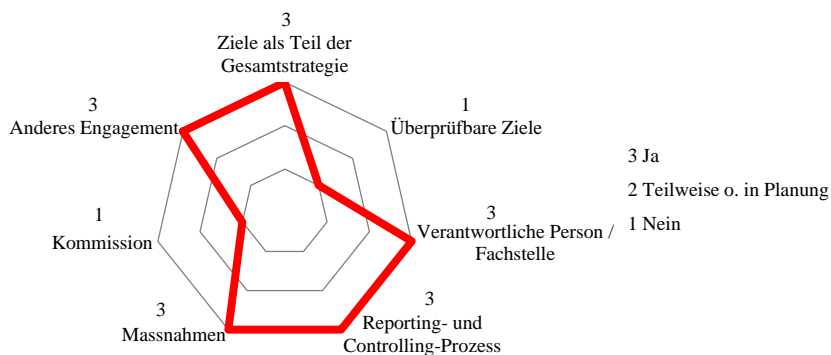 3
Ziele als Teil der
Gesamtstrategie
1
Überprüfbare Ziele
3
Verantwortliche Person /
Fachstelle
3
Reporting- und
Controlling-Prozess
3
Massnahmen
1
Kommission
3
Anderes Engagement
3 Ja
2 Teilweise o. in Planung
1 Nein